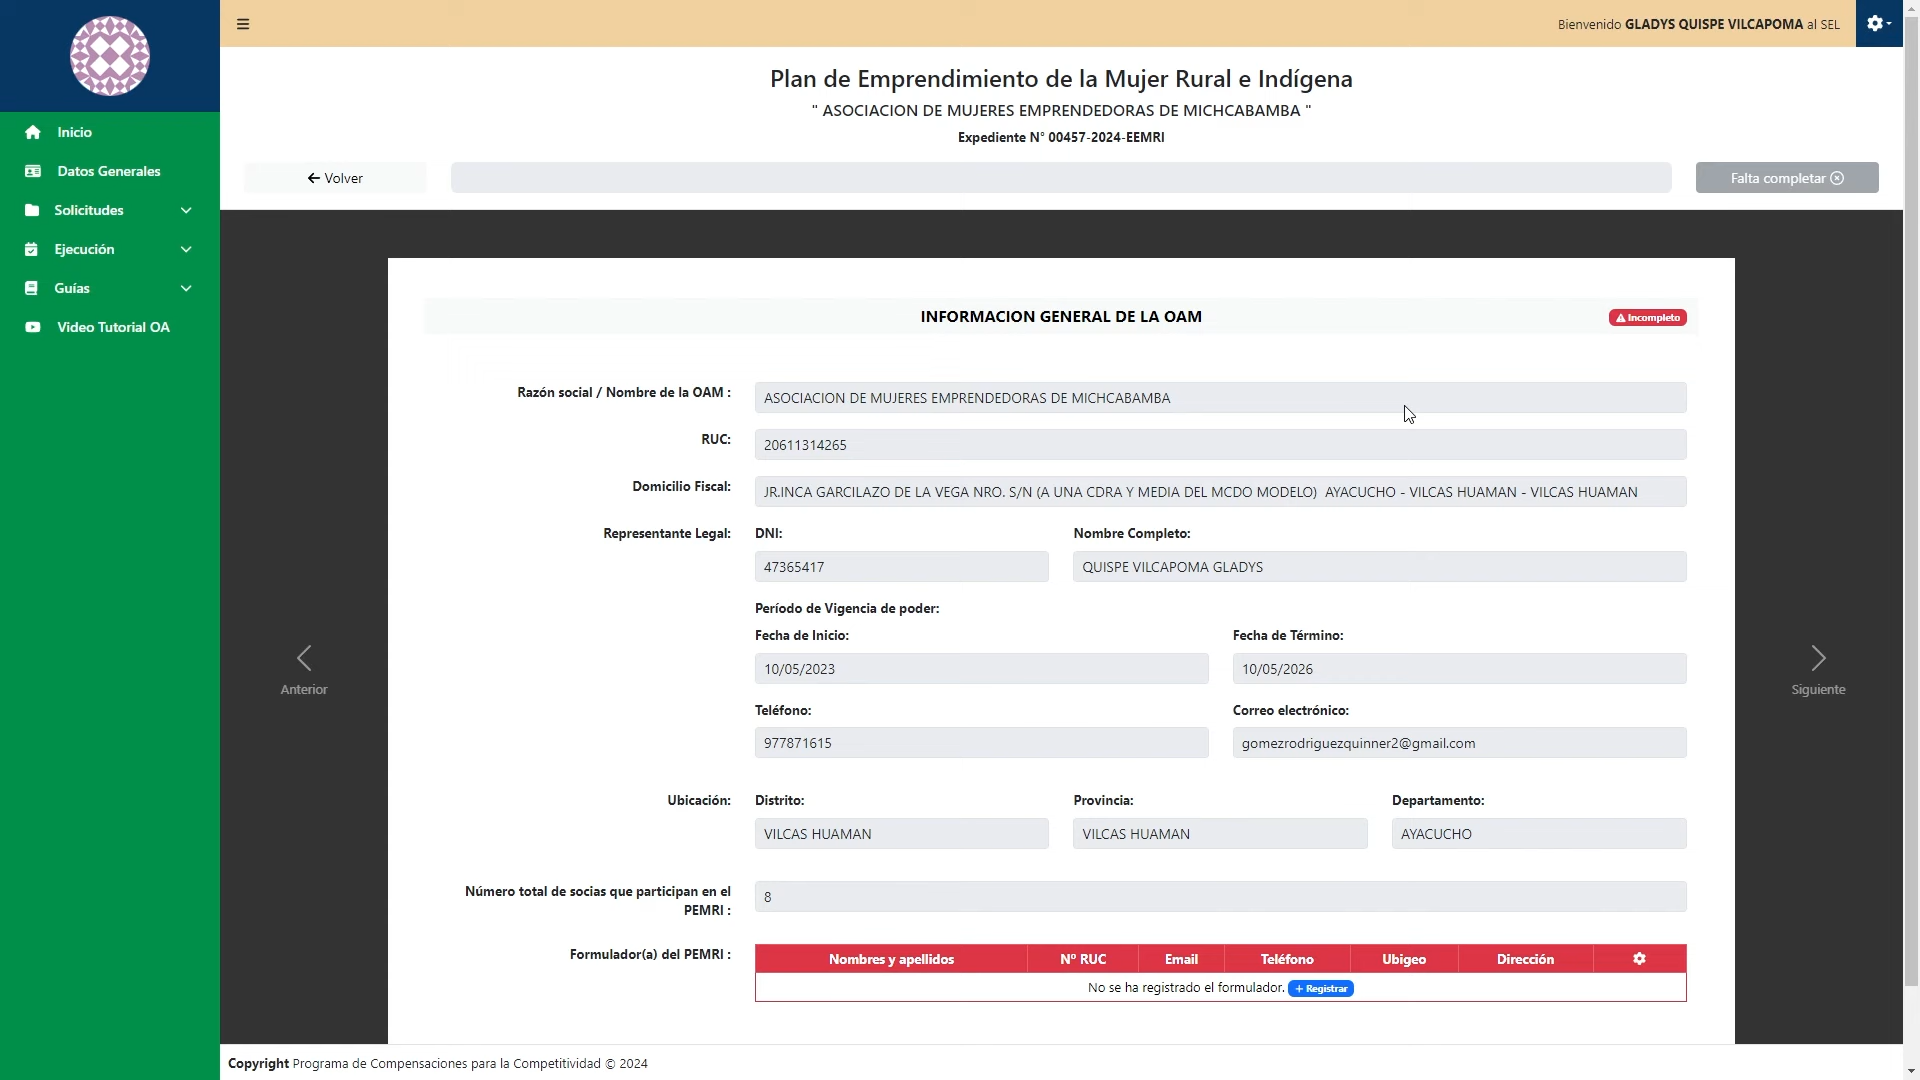 Bienvenido GLADYS QUISPE VILCAPOMA al SEL
Inicio
Datos Generales
Solicitudes
Ejecución
Guías
Video Tutorial OA
Plan de Emprendimiento de la Mujer Rural e Indígena
" ASOCIACION DE MUJERES EMPRENDEDORAS DE MICHCABAMBA "
Expediente N° 00457-2024-EEMRI
Volver
Falta completar
INFORMACION GENERAL DE LA OAM
Incompleto
Razón social / Nombre de la OAM :
ASOCIACION DE MUJERES EMPRENDEDORAS DE MICHCABAMBA
RUC:
20611314265
Domicilio Fiscal:
JR.INCA GARCILAZO DE LA VEGA NRO. S/N (A UNA CDRA Y MEDIA DEL MCDO MODELO) AYACUCHO - VILCAS HUAMAN - VILCAS HUAMAN
Representante Legal:
DNI:
Nombre Completo:
47365417
QUISPE VILCAPOMA GLADYS
Período de Vigencia de poder:
Fecha de Inicio:
Fecha de Término:
10/05/2023
10/05/2026
Teléfono:
Correo electrónico:
977871615
gomezrodriguezquinner2@gmail.com
Ubicación:
Distrito:
Provincia:
Departamento:
VILCAS HUAMAN
VILCAS HUAMAN
AYACUCHO
Número total de socias que participan en el
PEMRI :
8
Formulador(a) del PEMRI :
Nombres y apellidos
Nº RUC
Email
Teléfono
Ubigeo
Dirección
No se ha registrado el formulador. + Registrar
Anterior
Siguiente
Copyright Programa de Compensaciones para la Competitividad © 2024